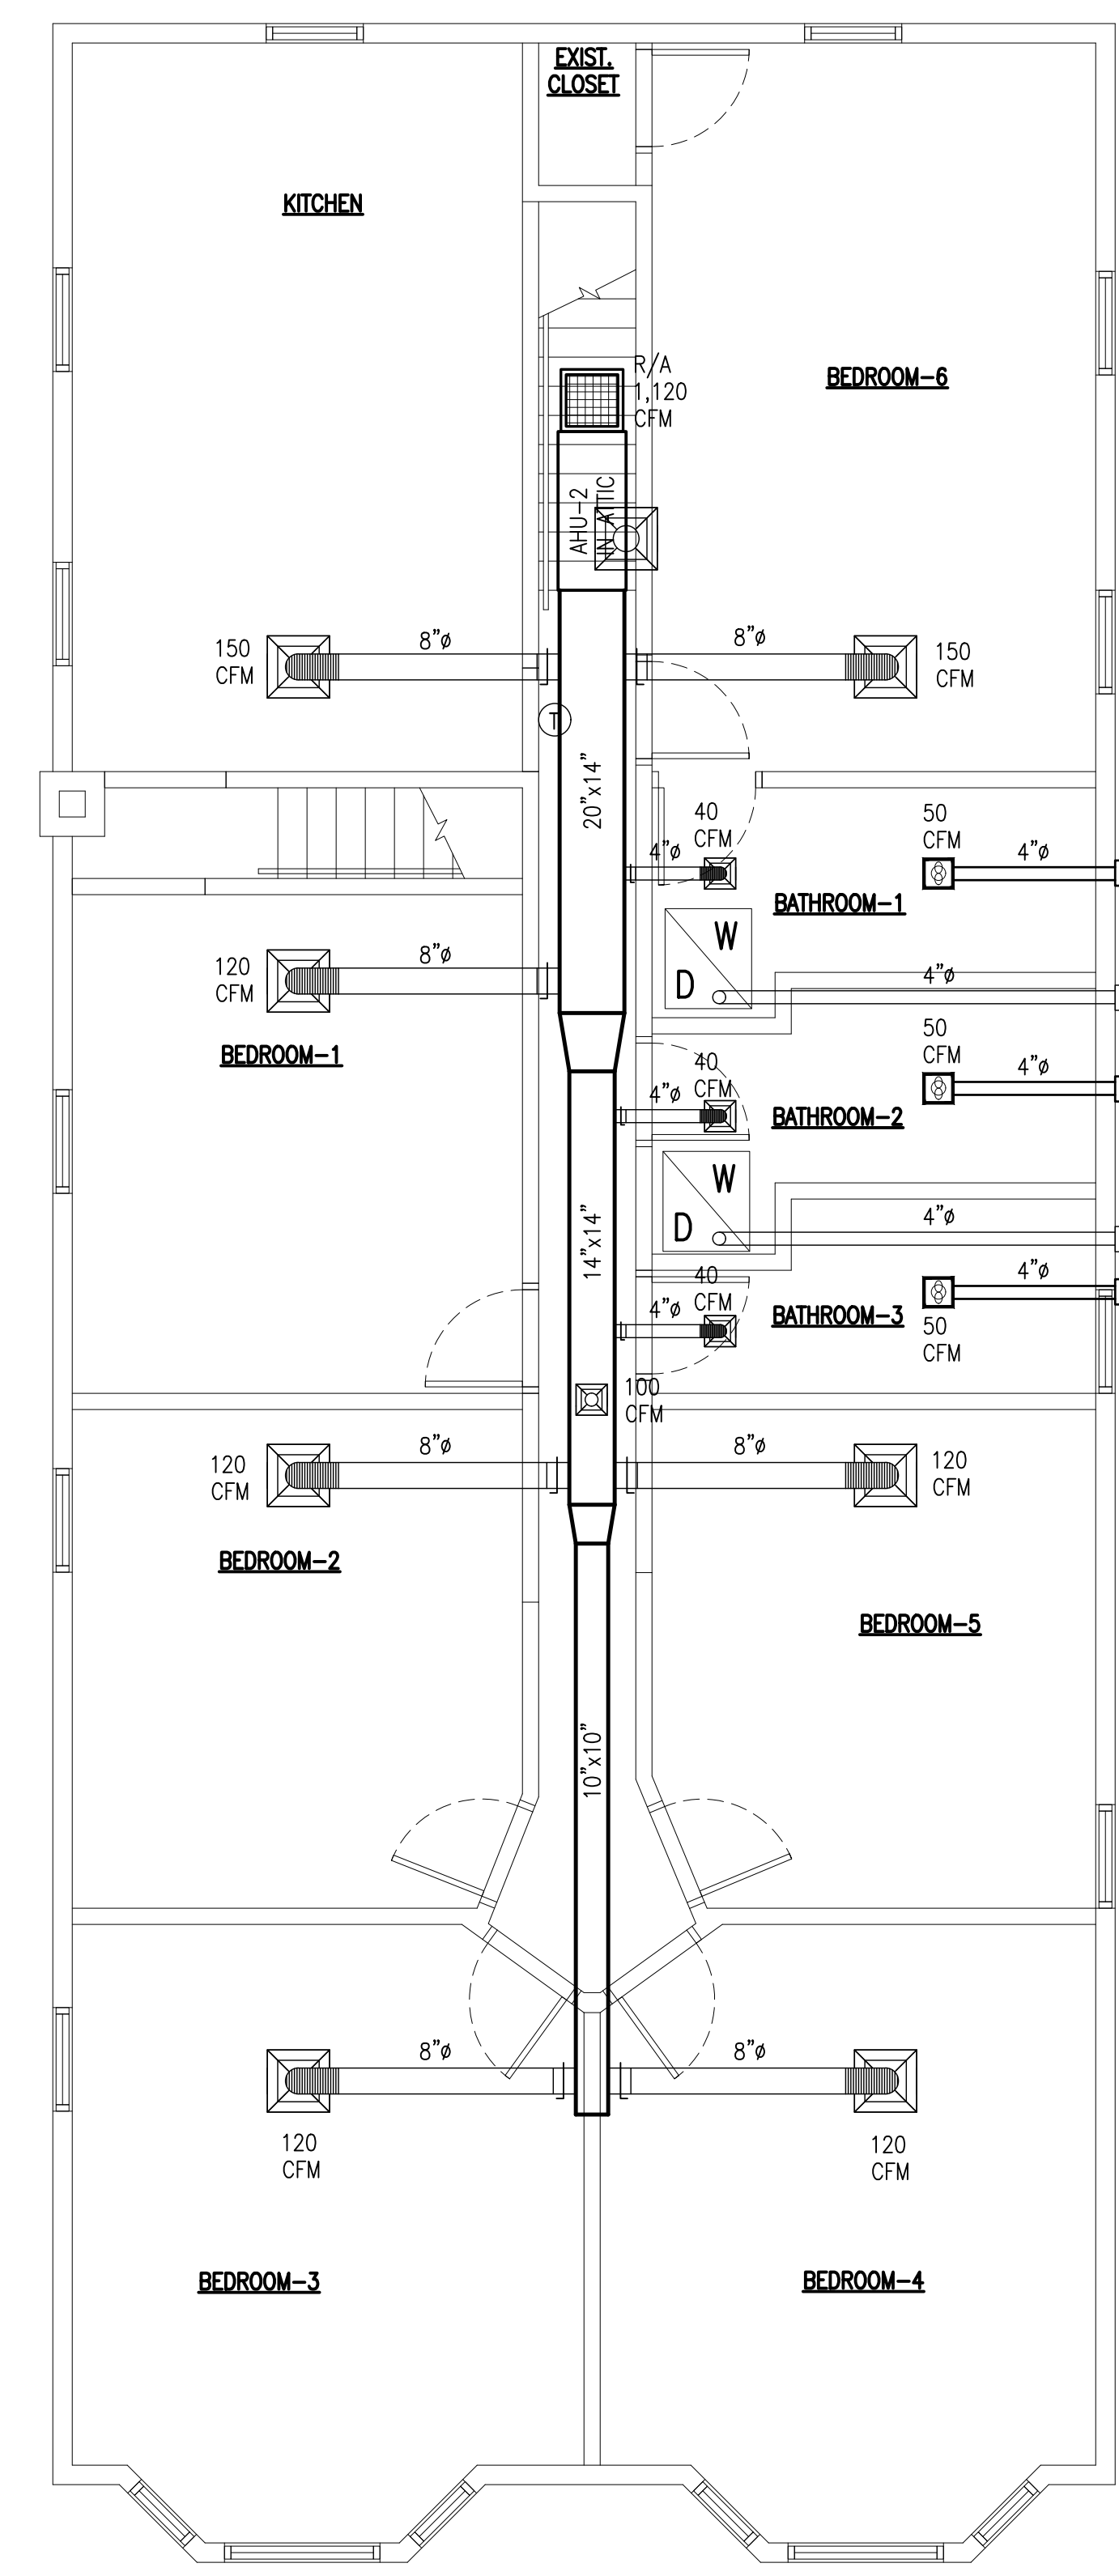 EXIST.
CLOSET
KITCHEN
R/A
1,120
CFM
BEDROOM-6
AHU-2
IN ATTIC
150
CFM
8"ø
8"ø
150
CFM
T
20"x14"
40
CFM
4"ø
50
CFM
4"ø
BATHROOM-1
W
D
4"ø
120
CFM
8"ø
BEDROOM-1
50
CFM
4"ø
40
CFM
4"ø
BATHROOM-2
W
D
14"x14"
4"ø
4"ø
40
CFM
4"ø
BATHROOM-3
50
CFM
100
CFM
120
CFM
8"ø
8"ø
120
CFM
BEDROOM-2
BEDROOM-5
10"x10"
8"ø
8"ø
120
CFM
120
CFM
BEDROOM-3
BEDROOM-4